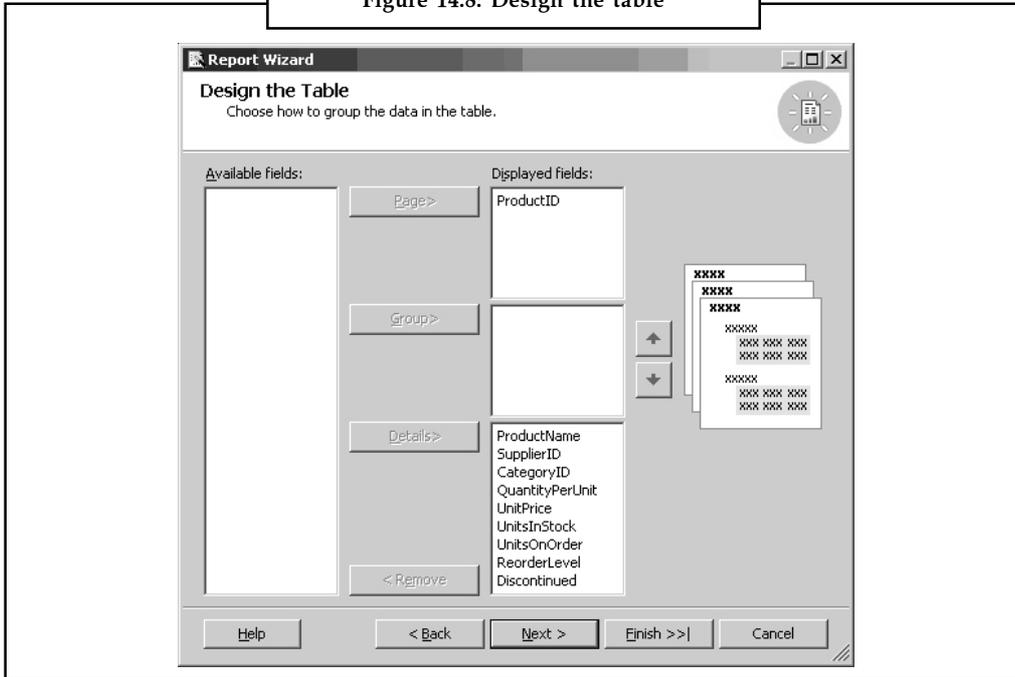 Figure 14.8: Design the table
Report Wizard
Design the Table
Choose how to group the data in the table.
Available fields:
Displayed fields:
Page>
ProductID
Group>
Details>
ProductName
SupplierID
CategoryID
QuantityPerUnit
UnitPrice
UnitsInStock
UnitsOnOrder
ReorderLevel
Discontinued
< Remove
xxxx
xxxx
xxxx
xxxxx
xxx xxx xxx
xxx xxx xxx
xxxxx
xxx xxx xxx
xxx xxx xxx
Help
< Back
Next >
Finish >>|
Cancel